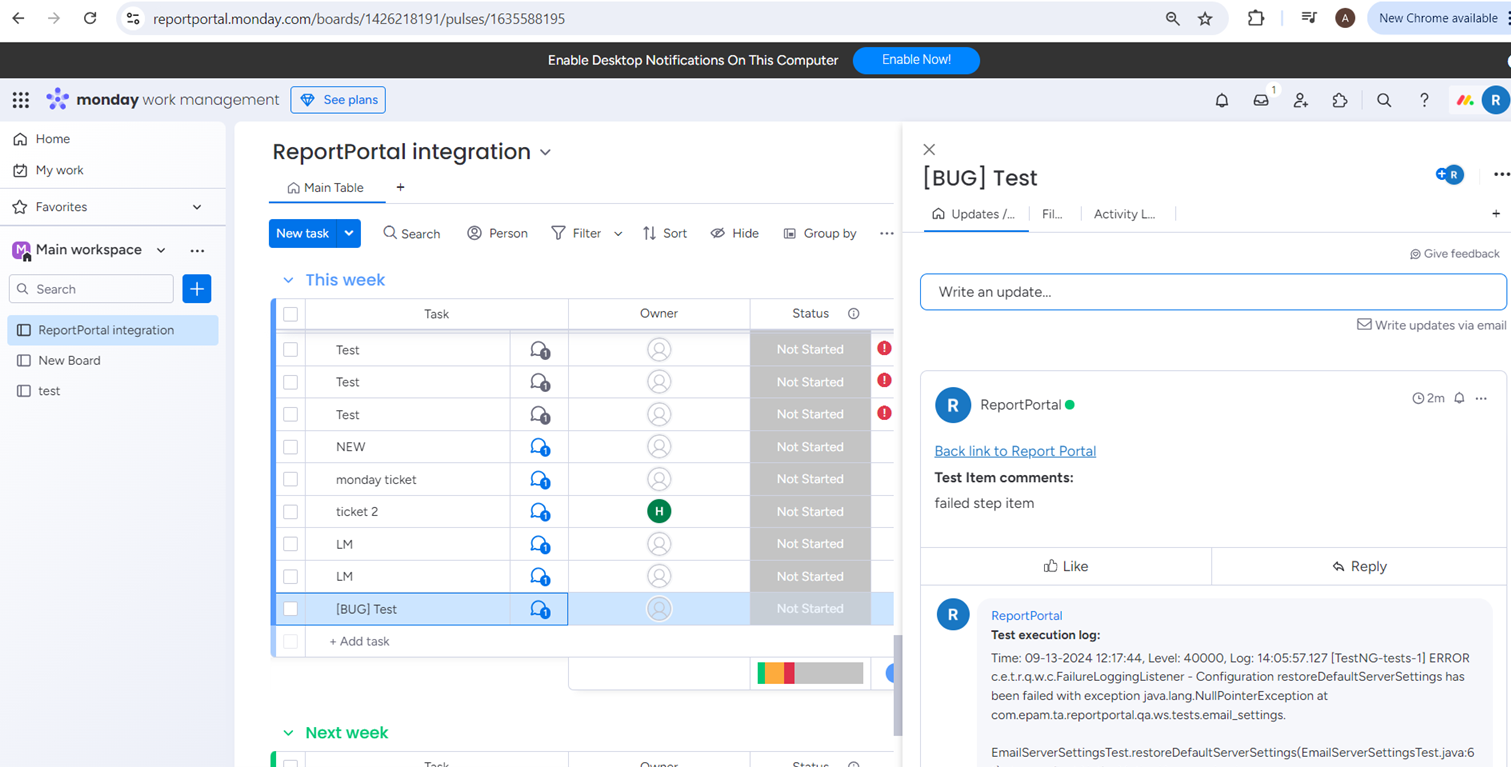 reportportal.monday.com/boards/1426218191/pulses/1635588195
A
New Chrome available
Enable Desktop Notifications On This Computer
Enable Now!
monday work management
See plans
1
R
Home
My work
Favorites
M
Main workspace
Search
ReportPortal integration
New Board
test
ReportPortal integration
Main Table
+
New task
Search
Person
Filter
Sort
Hide
Group by
This week
Task Owner Status
Test 1 Not Started
Test 1 Not Started
Test 1 Not Started
NEW 1 Not Started
monday ticket 1 Not Started
ticket 2 1 H Not Started
LM 1 Not Started
LM 1 Not Started
[BUG] Test 1 Not Started
+ Add task
Next week
Task Owner Status
[BUG] Test
R
Updates /...
Fil...
Activity L...
+
Give feedback
Write an update...
Write updates via email
R
ReportPortal
2m
Back link to Report Portal
Test Item comments:
failed step item
Like
Reply
R
ReportPortal
Test execution log:
Time: 09-13-2024 12:17:44, Level: 40000, Log: 14:05:57.127 [TestNG-tests-1] ERROR
c.e.t.r.q.w.c.FailureLoggingListener - Configuration restoreDefaultServerSettings has
been failed with exception java.lang.NullPointerException at
com.epam.ta.reportportal.qa.ws.tests.email_settings.
EmailServerSettingsTest.restoreDefaultServerSettings(EmailServerSettingsTest.java:6